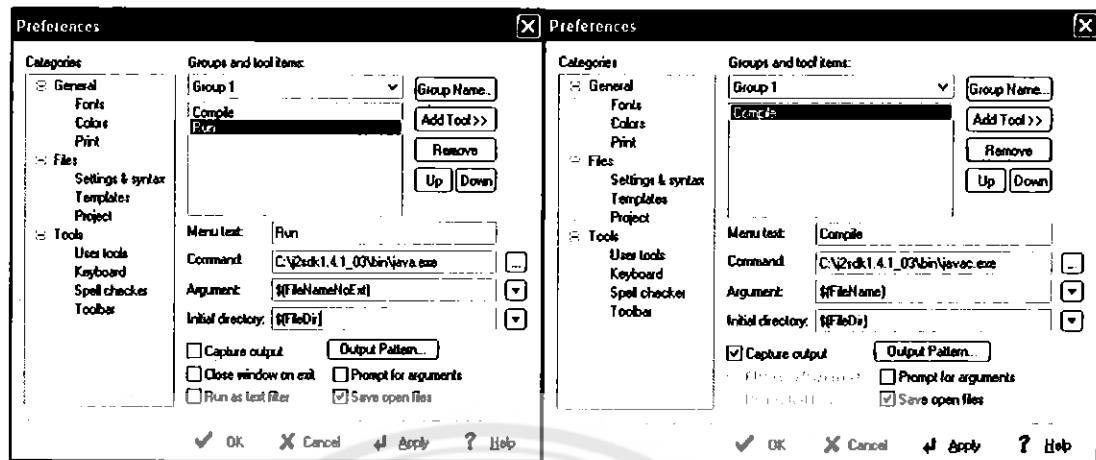 Preferences
Categories
General
Fonts
Colors
Print
Files
Settings & syntax
Templates
Project
Tools
User tools
Keyboard
Spell checker
Toolbar
Groups and tool items:
Group 1
Group Name...
Compile
Run
Add Tool >>
Remove
Up Down
Menu text: Run
Command: C:\j2sdk1.4.1_03\bin\java.exe ...
Argument: $(FileNameNoExt)
Initial directory: $(FileDir)
Capture output
Output Pattern...
Close window on exit
Prompt for arguments
Run as text filter
Save open files
OK Cancel Apply ? Help
Preferences
Categories
General
Fonts
Colors
Print
Files
Settings & syntax
Templates
Project
Tools
User tools
Keyboard
Spell checker
Toolbar
Groups and tool items:
Group 1
Group Name...
Compile
Add Tool >>
Remove
Up Down
Menu text: Compile
Command: C:\j2sdk1.4.1_03\bin\javac.exe ...
Argument: $(FileName)
Initial directory: $(FileDir)
Capture output
Output Pattern...
Prompt for arguments
Save open files
OK Cancel Apply ? Help